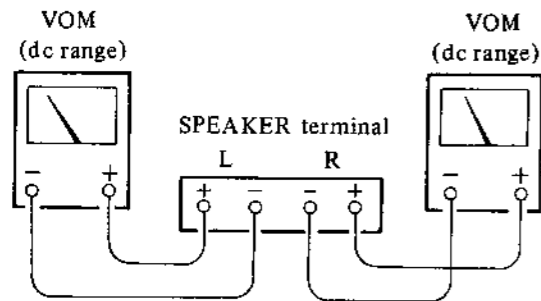 VOM
(dc range)
VOM
(dc range)
SPEAKER terminal
L R
− + + − − + − +